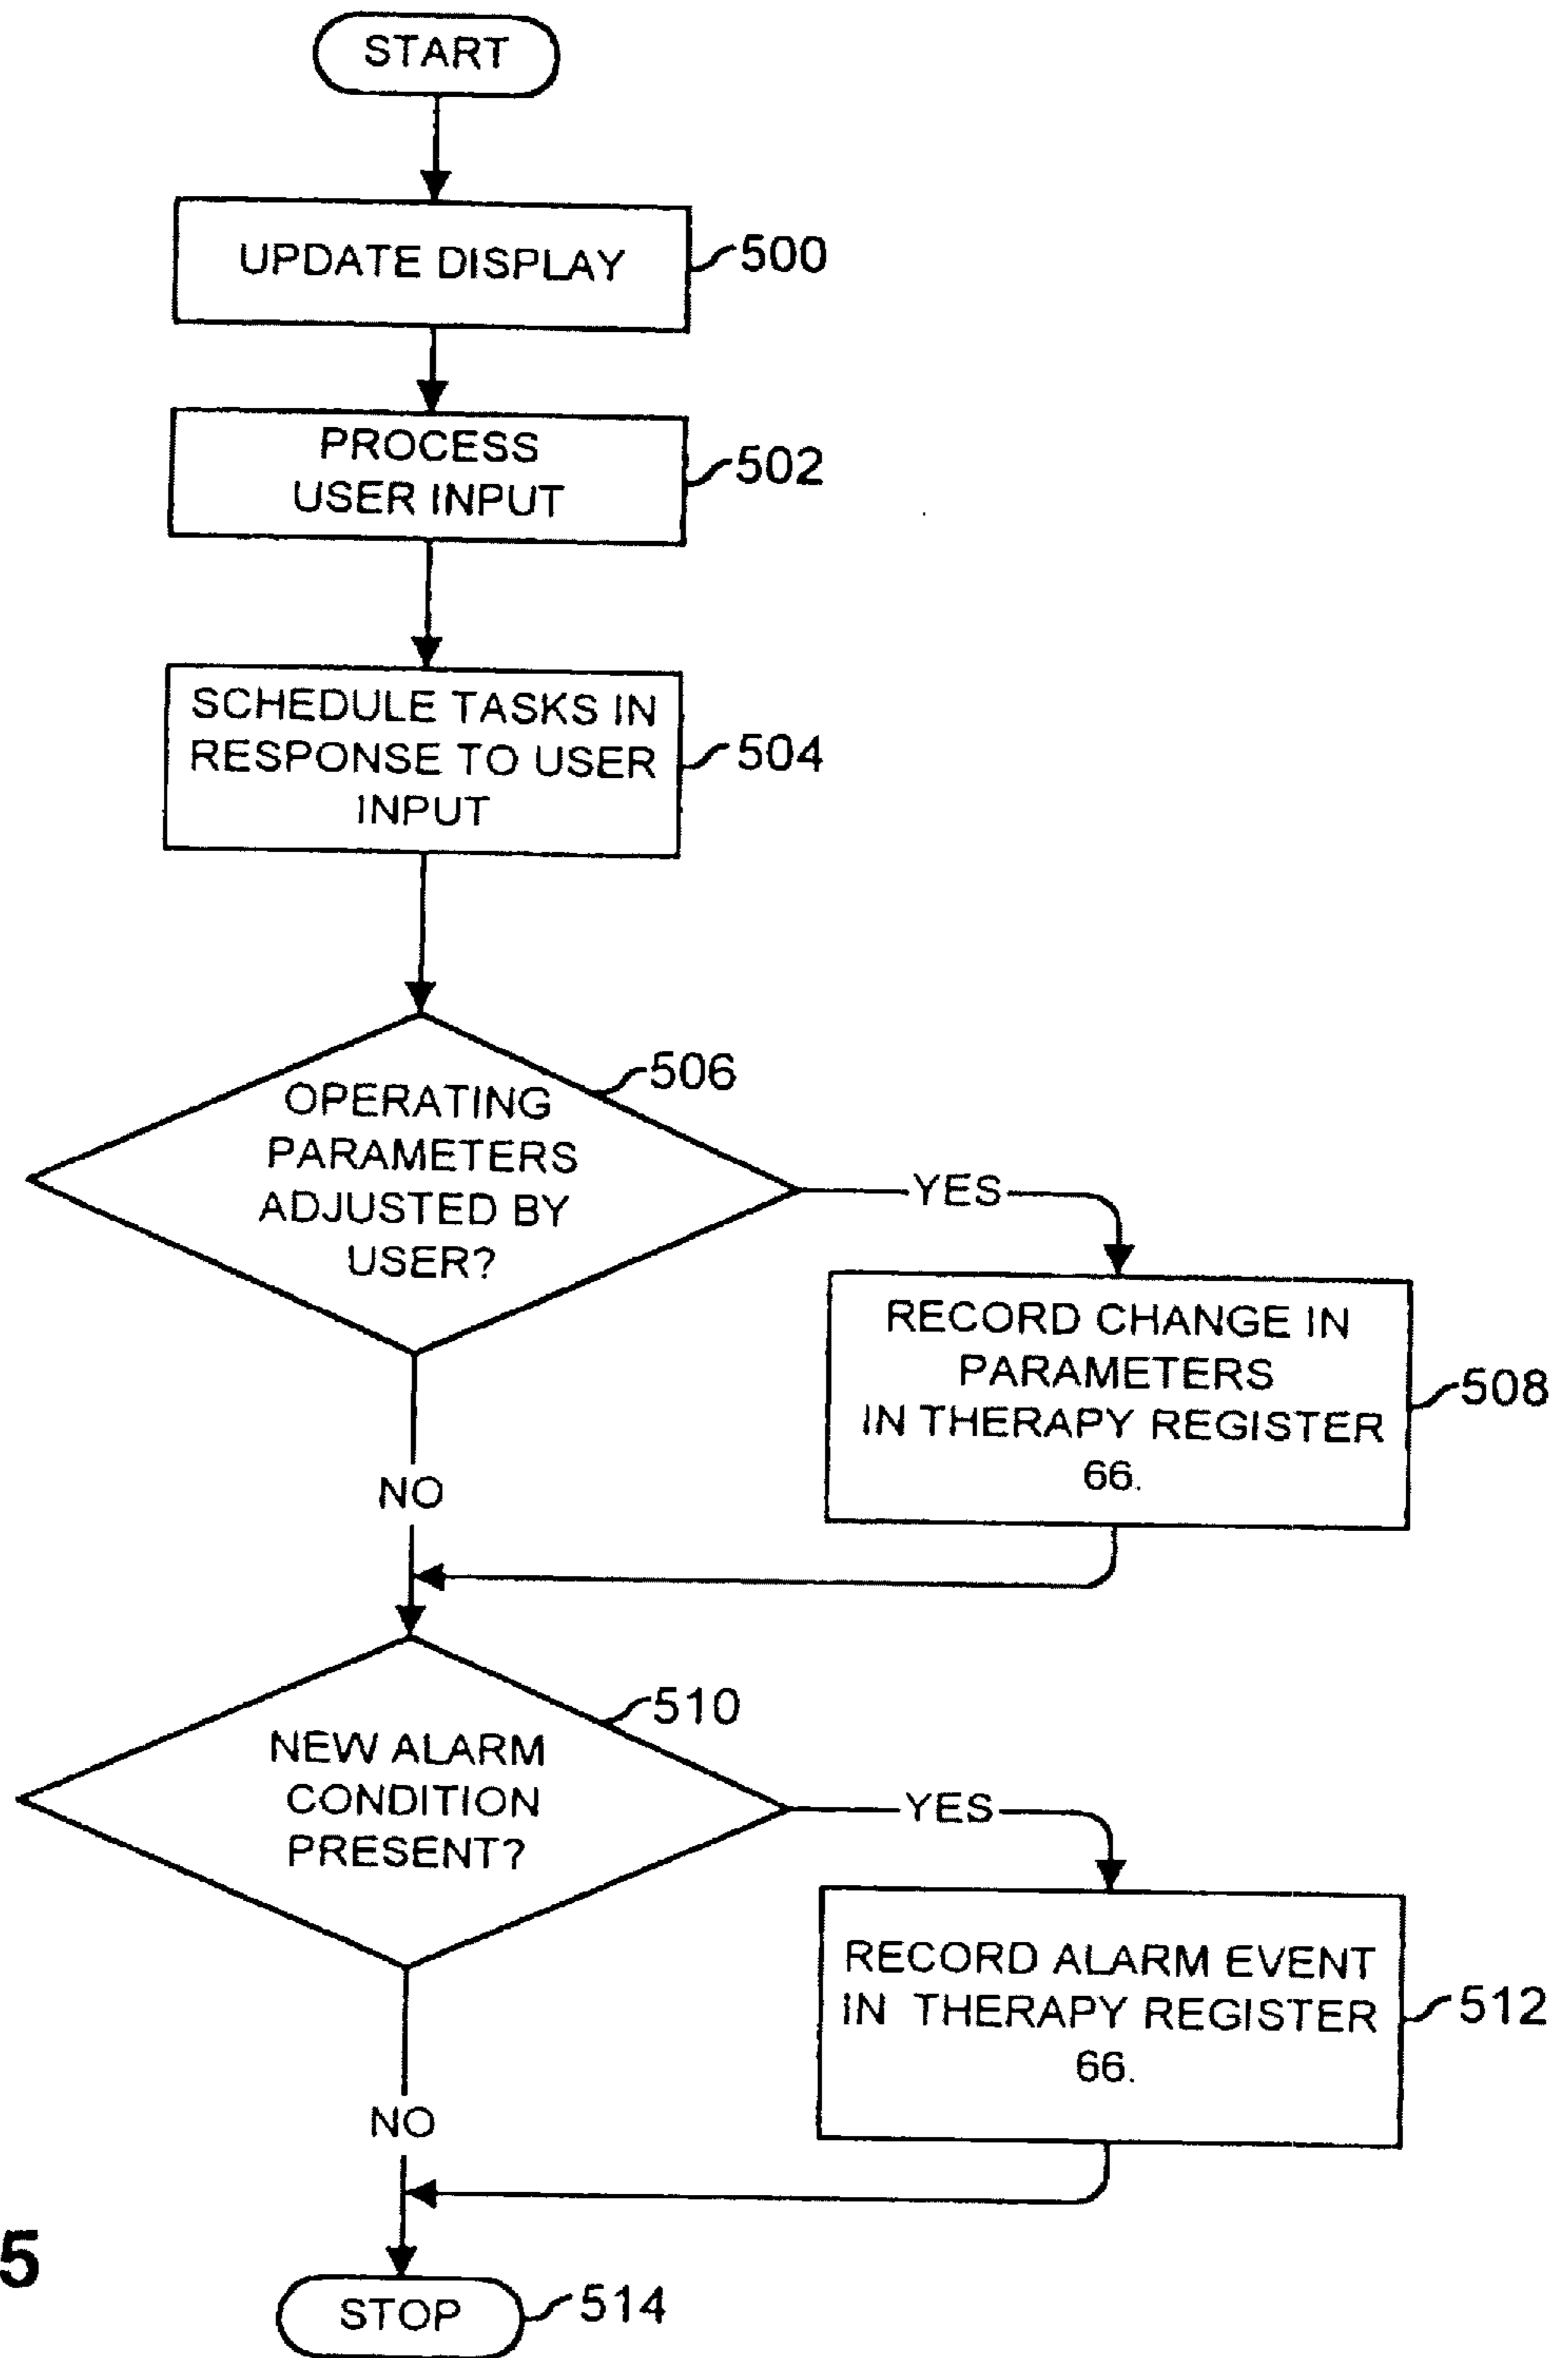 START
UPDATE DISPLAY
500
PROCESS
USER INPUT
502
SCHEDULE TASKS IN
RESPONSE TO USER
INPUT
504
506
OPERATING
PARAMETERS
ADJUSTED BY
USER?
YES
RECORD CHANGE IN
PARAMETERS
IN THERAPY REGISTER
66.
508
NO
510
NEW ALARM
CONDITION
PRESENT?
YES
RECORD ALARM EVENT
IN THERAPY REGISTER
66.
512
NO
5
STOP
514